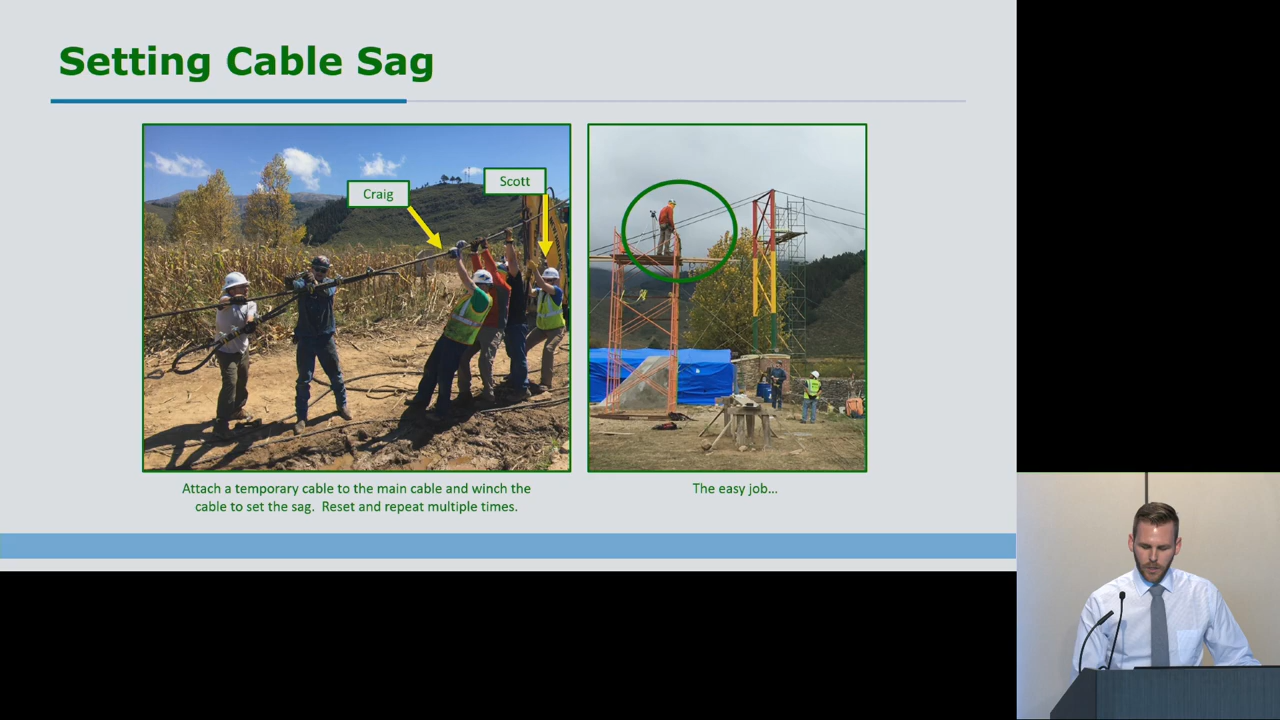 Setting Cable Sag
Craig
Scott
Attach a temporary cable to the main cable and winch the
cable to set the sag.  Reset and repeat multiple times.
The easy job...